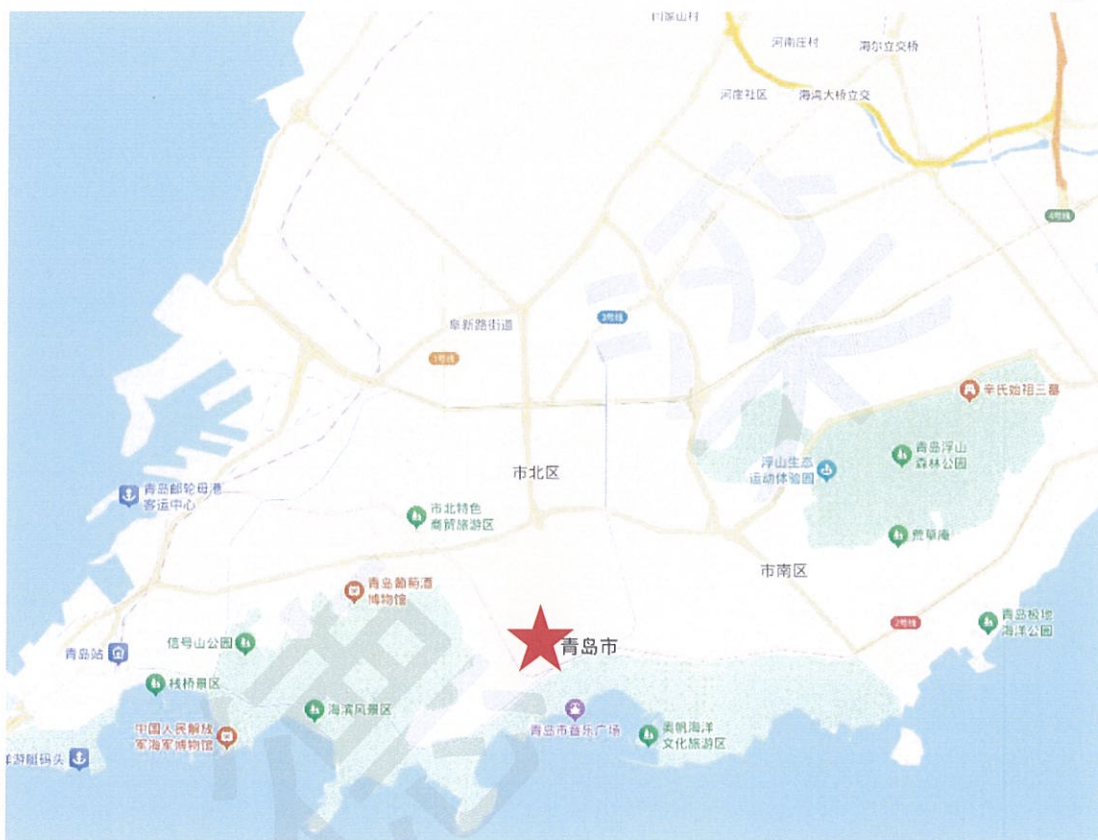 河南庄村
海尔立交桥
河崖社区
海湾大桥立交
4号线
阜新路街道
3号线
1号线
辛氏始祖三墓
青岛浮山
森林公园
浮山生态
运动体验园
市北区
青岛邮轮母港
客运中心
市北特色
商贸旅游区
荒草庵
市南区
青岛葡萄酒
博物馆
2号线
青岛极地
海洋公园
信号山公园
青岛站
青岛市
栈桥景区
海滨风景区
中国人民解放
军海军博物馆
青岛市音乐广场
奥帆海洋
文化旅游区
洋游艇码头